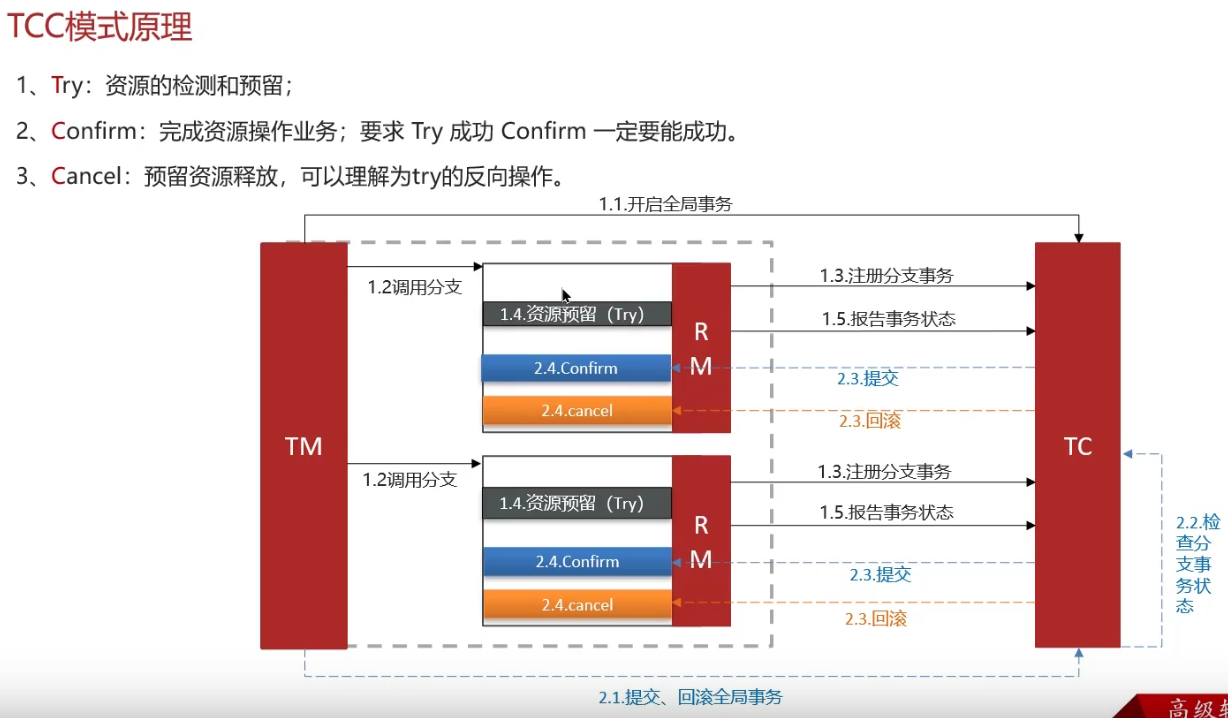 TCC模式原理
1、Try：资源的检测和预留；
2、Confirm：完成资源操作业务；要求 Try 成功 Confirm 一定要能成功。
3、Cancel：预留资源释放，可以理解为try的反向操作。
1.1.开启全局事务
TM
1.2调用分支
1.4.资源预留（Try）
2.4.Confirm
2.4.cancel
R
M
1.3.注册分支事务
1.5.报告事务状态
2.3.提交
2.3.回滚
1.2调用分支
1.4.资源预留（Try）
2.4.Confirm
2.4.cancel
R
M
1.3.注册分支事务
1.5.报告事务状态
2.3.提交
2.3.回滚
TC
2.2.检
查分
支事
务状
态
2.1.提交、回滚全局事务
高级